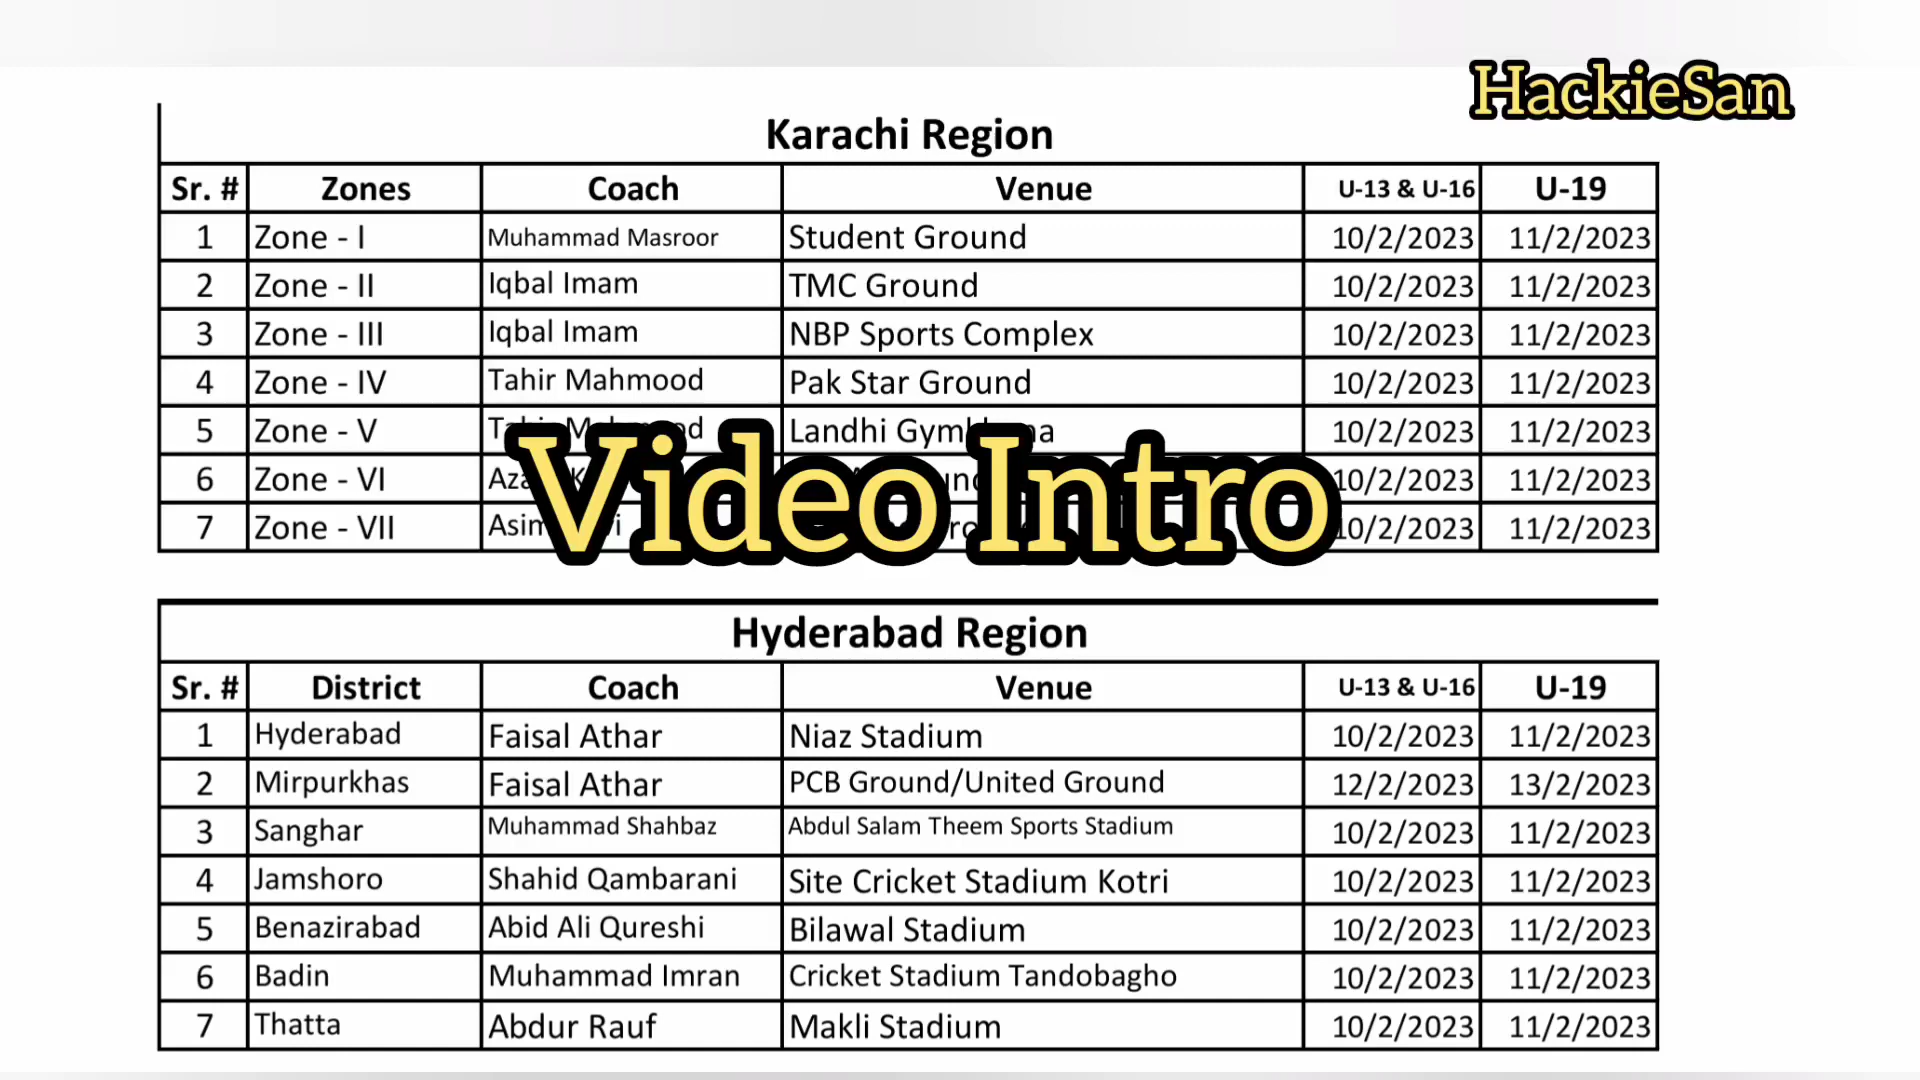 HackieSan
Karachi Region
Sr. # Zones Coach Venue U-13 & U-16 U-19
1 Zone - I Muhammad Masroor Student Ground 10/2/2023 11/2/2023
2 Zone - II Iqbal Imam TMC Ground 10/2/2023 11/2/2023
3 Zone - III Iqbal Imam NBP Sports Complex 10/2/2023 11/2/2023
4 Zone - IV Tahir Mahmood Pak Star Ground 10/2/2023 11/2/2023
5 Zone - V Landhi 10/2/2023 11/2/2023
6 Zone - VI 10/2/2023 11/2/2023
7 Zone - VII 10/2/2023 11/2/2023
Video Intro
Hyderabad Region
Sr. # District Coach Venue U-13 & U-16 U-19
1 Hyderabad Faisal Athar Niaz Stadium 10/2/2023 11/2/2023
2 Mirpurkhas Faisal Athar PCB Ground/United Ground 12/2/2023 13/2/2023
3 Sanghar Muhammad Shahbaz Abdul Salam Theem Sports Stadium 10/2/2023 11/2/2023
4 Jamshoro Shahid Qambarani Site Cricket Stadium Kotri 10/2/2023 11/2/2023
5 Benazirabad Abid Ali Qureshi Bilawal Stadium 10/2/2023 11/2/2023
6 Badin Muhammad Imran Cricket Stadium Tandobagho 10/2/2023 11/2/2023
7 Thatta Abdur Rauf Makli Stadium 10/2/2023 11/2/2023